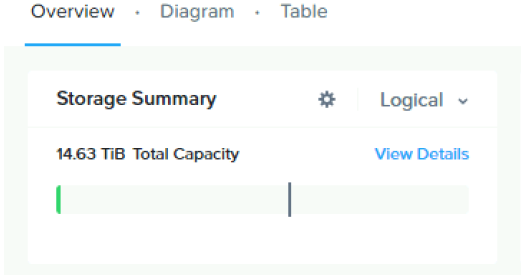 Overview · Diagram · Table
Storage Summary Logical
14.63 TiB Total Capacity View Details